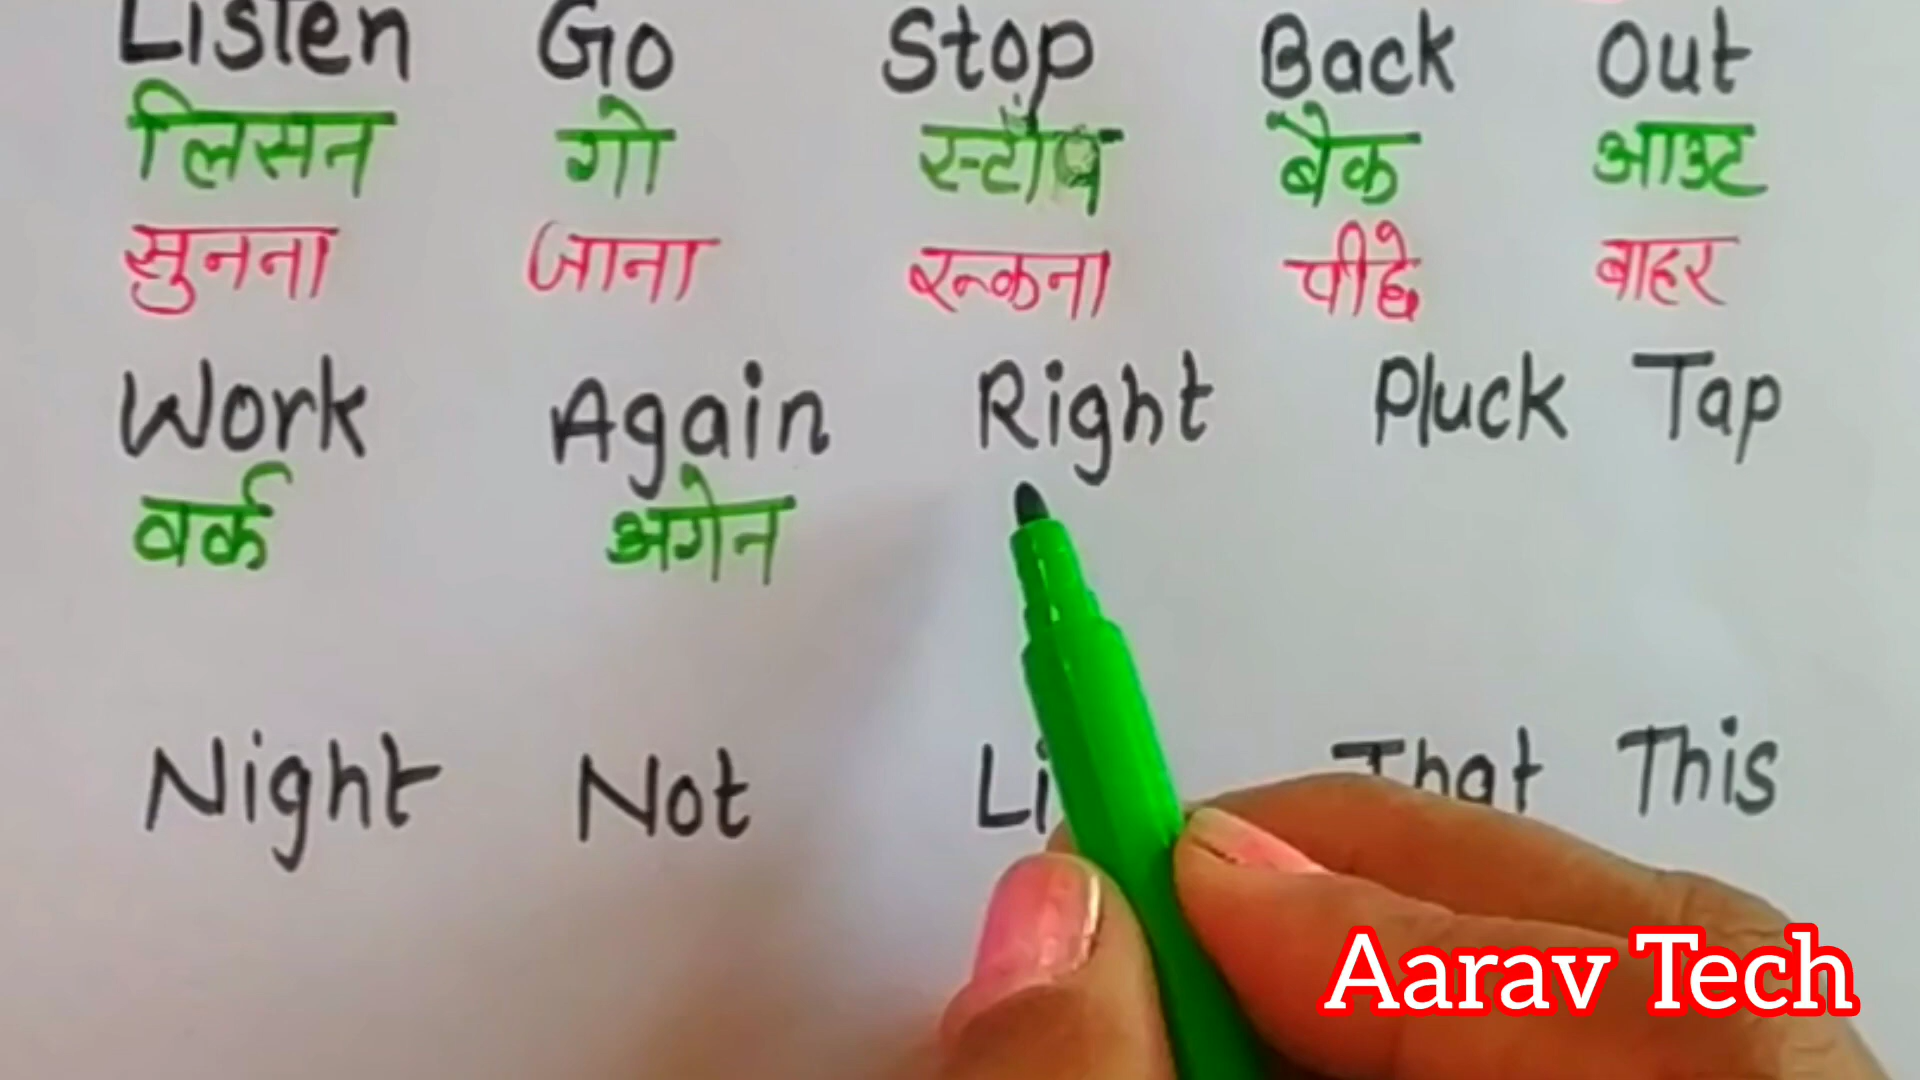 Listen Go Stop Back Out
लिसन गो स्टॉप बैक आउट
सुनना जाना रुकना पीछे बाहर
Work Again Right Pluck Tap
वर्क अगेन
Night Not Li That This
Aarav Tech